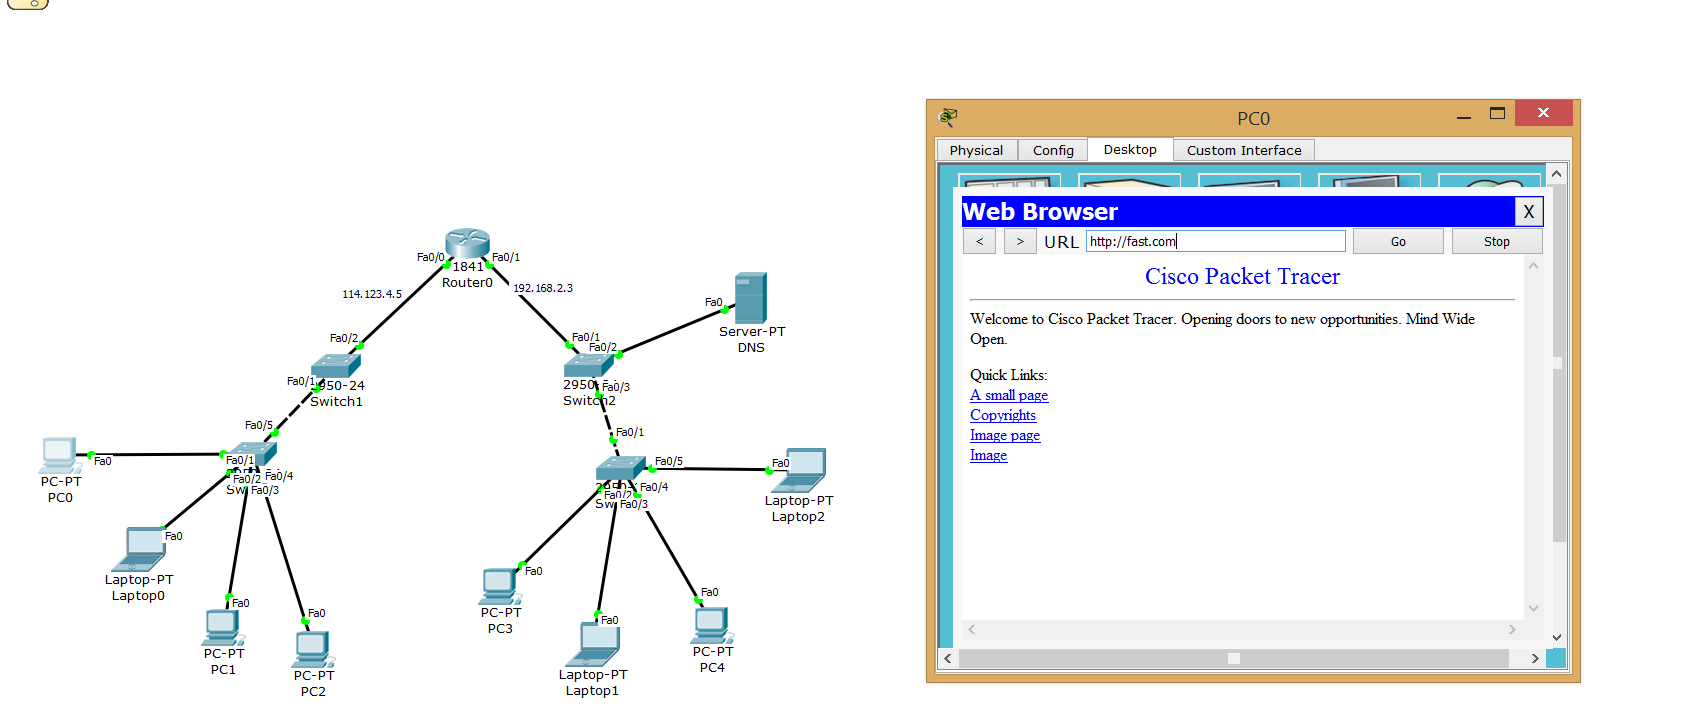 Fa0/0
Fa0/1
1841
Router0
114.123.4.5
192.168.2.3
Fa0
Server-PT
DNS
Fa0/2
Fa0/1
2950-24
Switch1
Fa0/1
Fa0/2
2950
Switch2
Fa0/3
Fa0/5
Fa0/1
PC-PT
PC0
Fa0
Fa0/1
Fa0/2
Fa0/4
Fa0/3
Fa0/5
Fa0
Laptop-PT
Laptop2
Fa0/2
Fa0/4
Fa0/3
Fa0
Laptop-PT
Laptop0
Fa0
PC-PT
PC1
Fa0
PC-PT
PC2
Fa0
PC-PT
PC3
Fa0
Laptop-PT
Laptop1
Fa0
PC-PT
PC4
PC0
Physical Config Desktop Custom Interface
Web Browser X
< > URL http://fast.com Go Stop
Cisco Packet Tracer
Welcome to Cisco Packet Tracer. Opening doors to new opportunities. Mind Wide
Open.
Quick Links:
A small page
Copyrights
Image page
Image